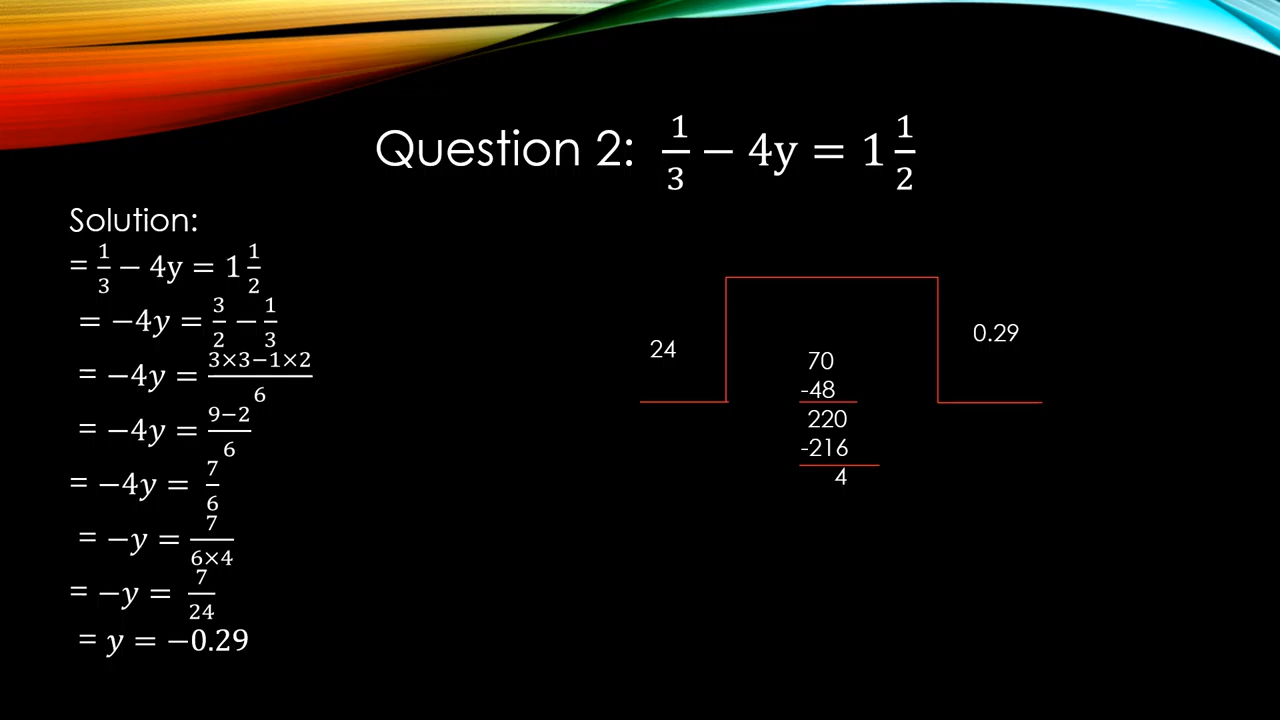 Question 2: 1/3 − 4y = 1 1/2
Solution:
= 1/3 − 4y = 1 1/2
= −4y = 3/2 − 1/3
= −4y = (3×3−1×2)/6
= −4y = (9−2)/6
= −4y = 7/6
= −y = 7/(6×4)
= −y = 7/24
= y = −0.29
24
70
-48
220
-216
4
0.29